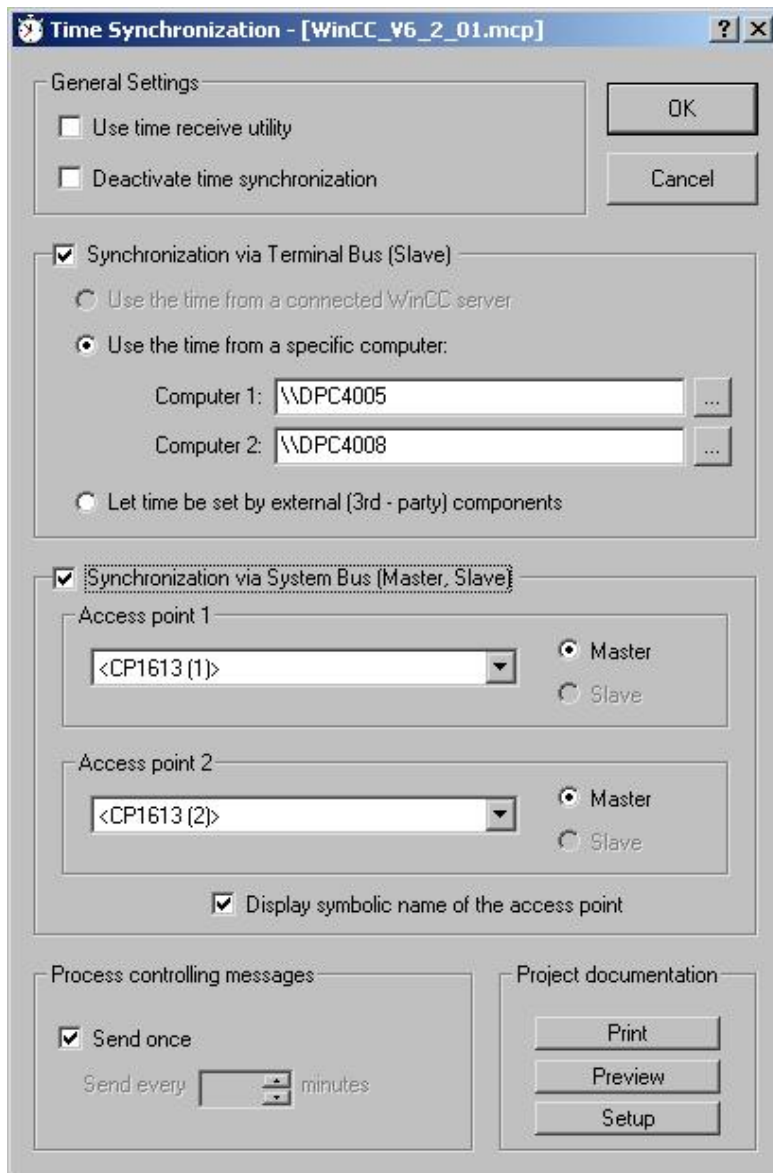 Time Synchronization - [WinCC_V6_2_01.mcp]
General Settings
Use time receive utility
Deactivate time synchronization
OK
Cancel
Synchronization via Terminal Bus (Slave)
Use the time from a connected WinCC server
Use the time from a specific computer:
Computer 1: \\DPC4005 ...
Computer 2: \\DPC4008 ...
Let time be set by external (3rd - party) components
Synchronization via System Bus (Master, Slave)
Access point 1
<CP1613 (1)>
Master
Slave
Access point 2
<CP1613 (2)>
Master
Slave
Display symbolic name of the access point
Process controlling messages
Send once
Send every minutes
Project documentation
Print
Preview
Setup